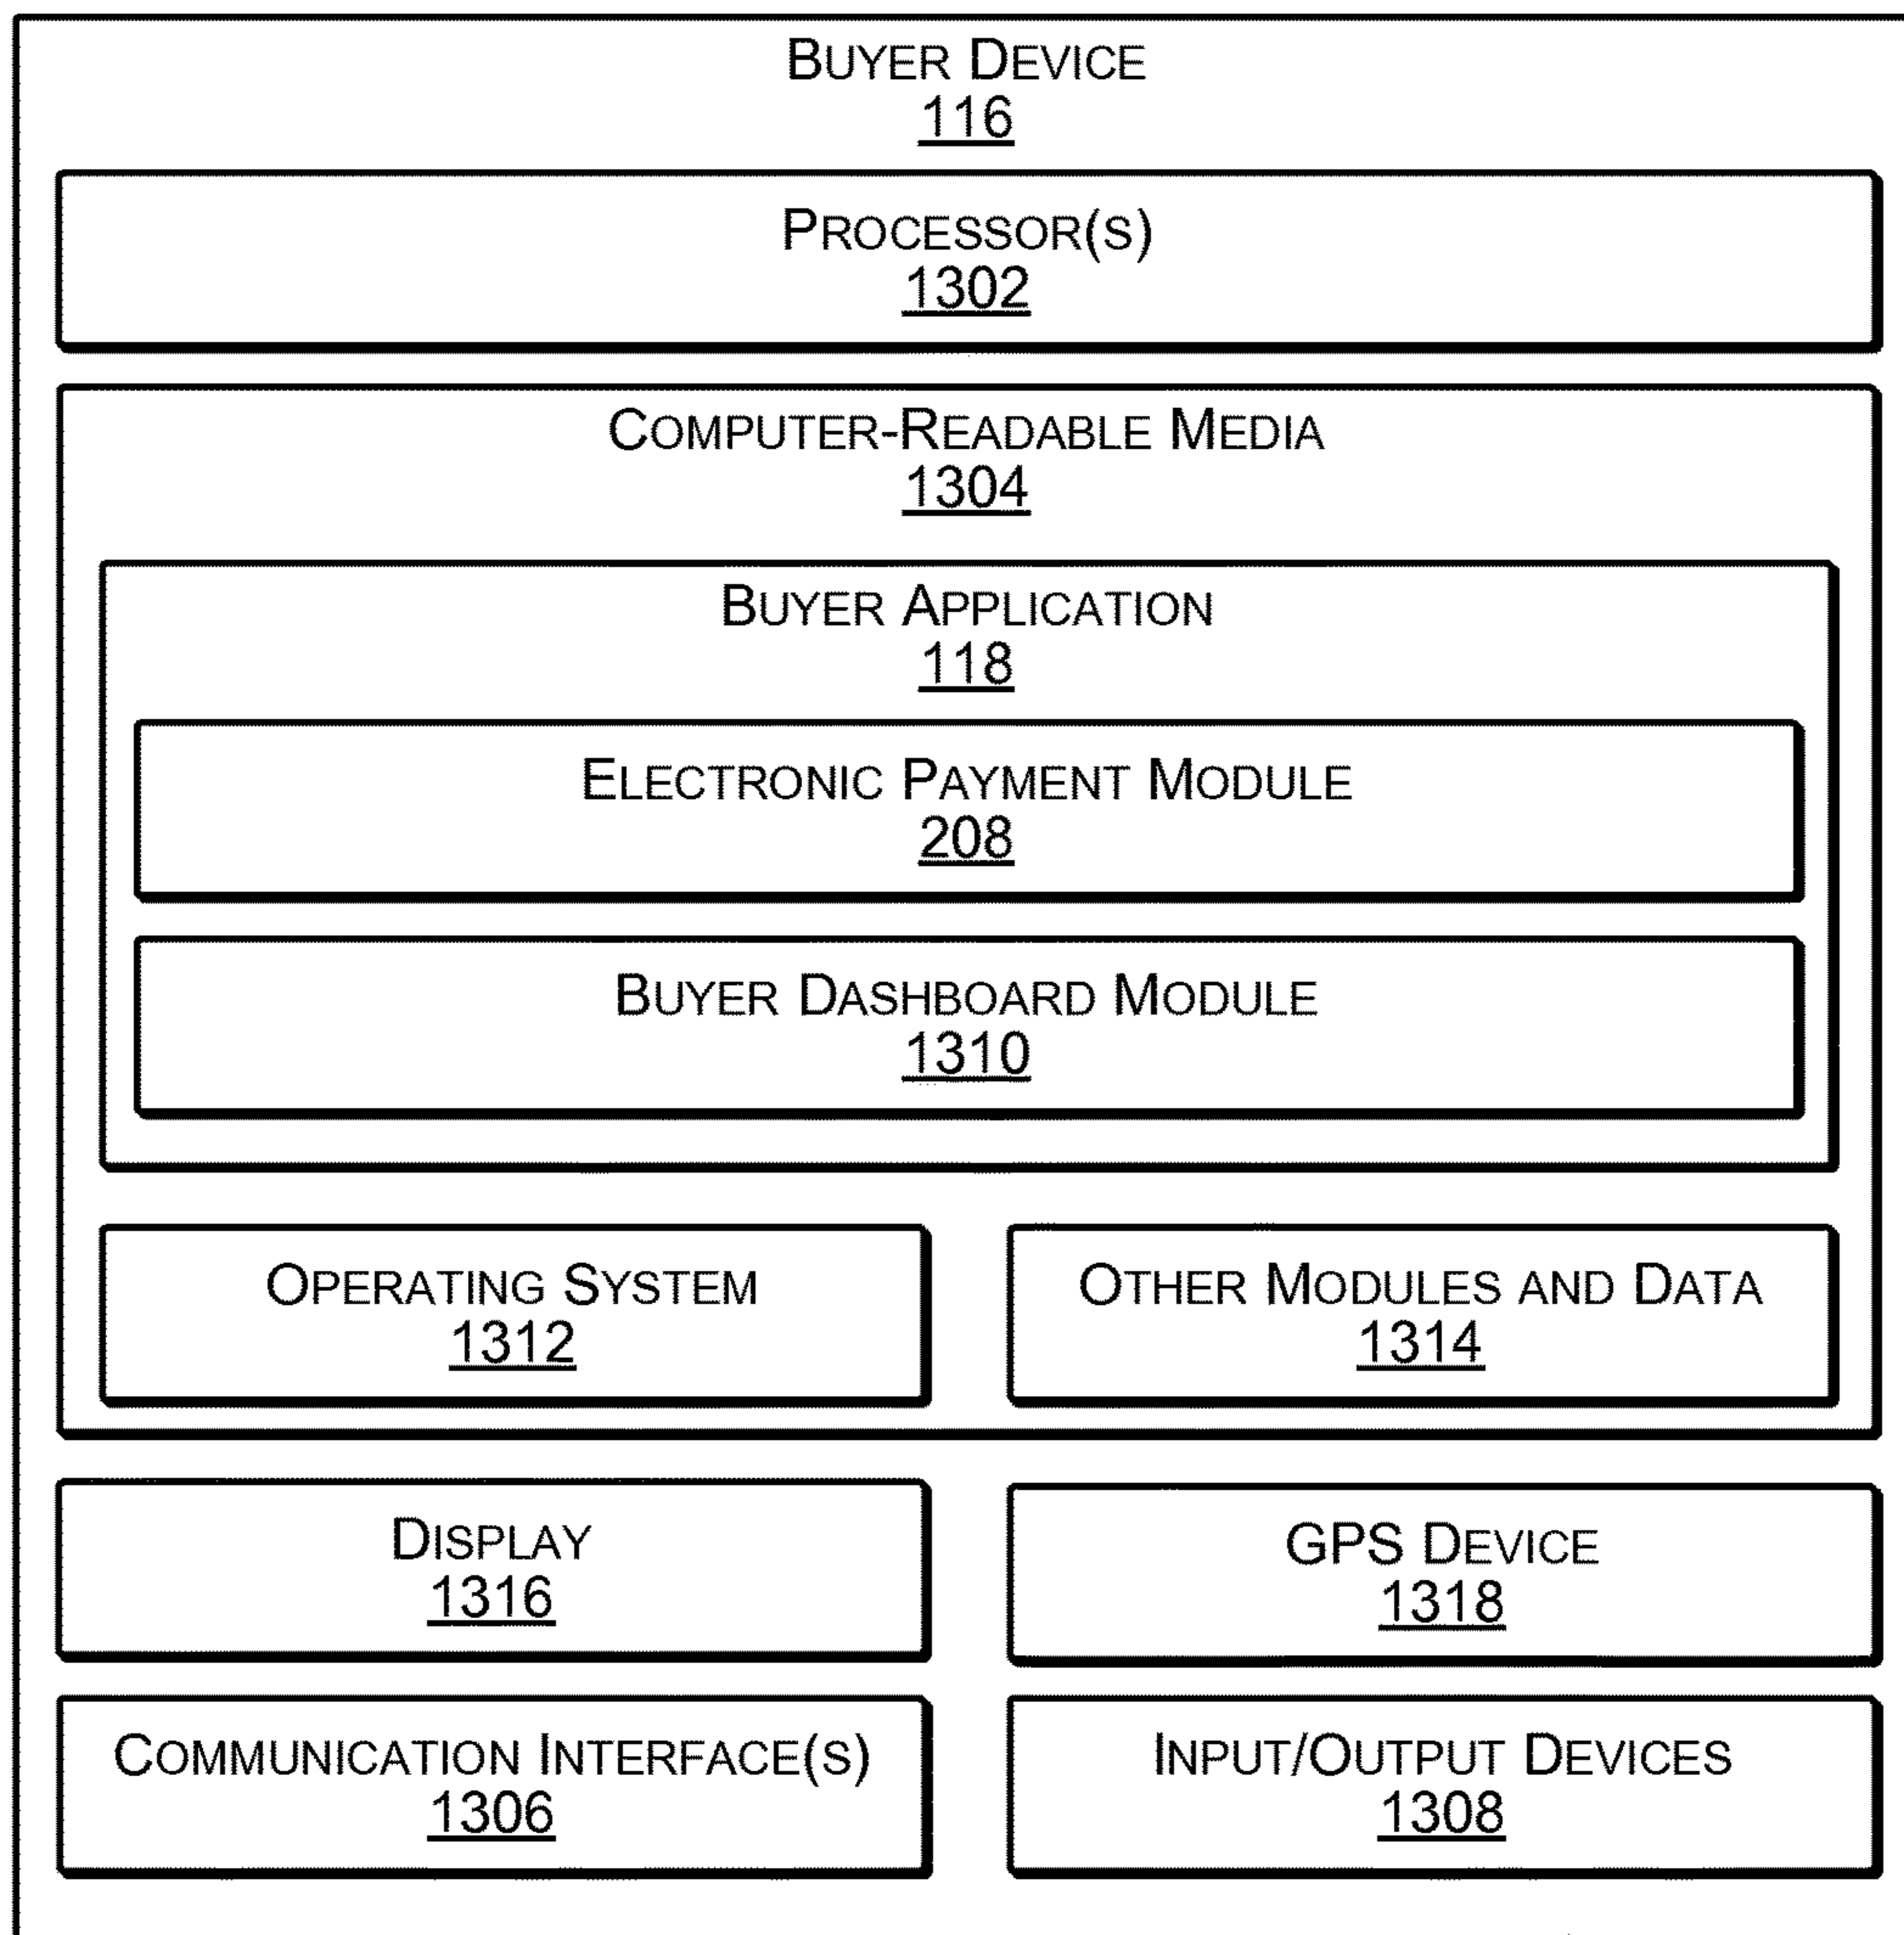 BUYER DEVICE
116
PROCESSOR(S)
1302
COMPUTER-READABLE MEDIA
1304
BUYER APPLICATION
118
ELECTRONIC PAYMENT MODULE
208
BUYER DASHBOARD MODULE
1310
OPERATING SYSTEM
1312
OTHER MODULES AND DATA
1314
DISPLAY
1316
GPS DEVICE
1318
COMMUNICATION INTERFACE(S)
1306
INPUT/OUTPUT DEVICES
1308